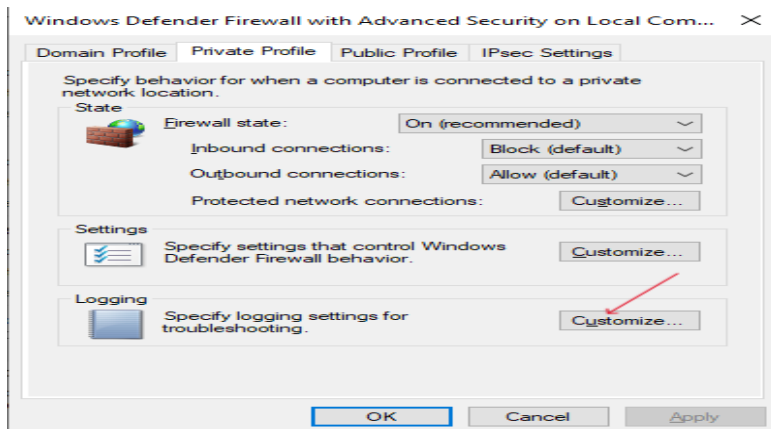 Windows Defender Firewall with Advanced Security on Local Com...
Domain Profile Private Profile Public Profile IPsec Settings
Specify behavior for when a computer is connected to a private
network location.
State
Firewall state: On (recommended)
Inbound connections: Block (default)
Outbound connections: Allow (default)
Protected network connections: Customize...
Settings
Specify settings that control Windows
Defender Firewall behavior.
Customize...
Logging
Specify logging settings for
troubleshooting.
Customize...
OK Cancel Apply